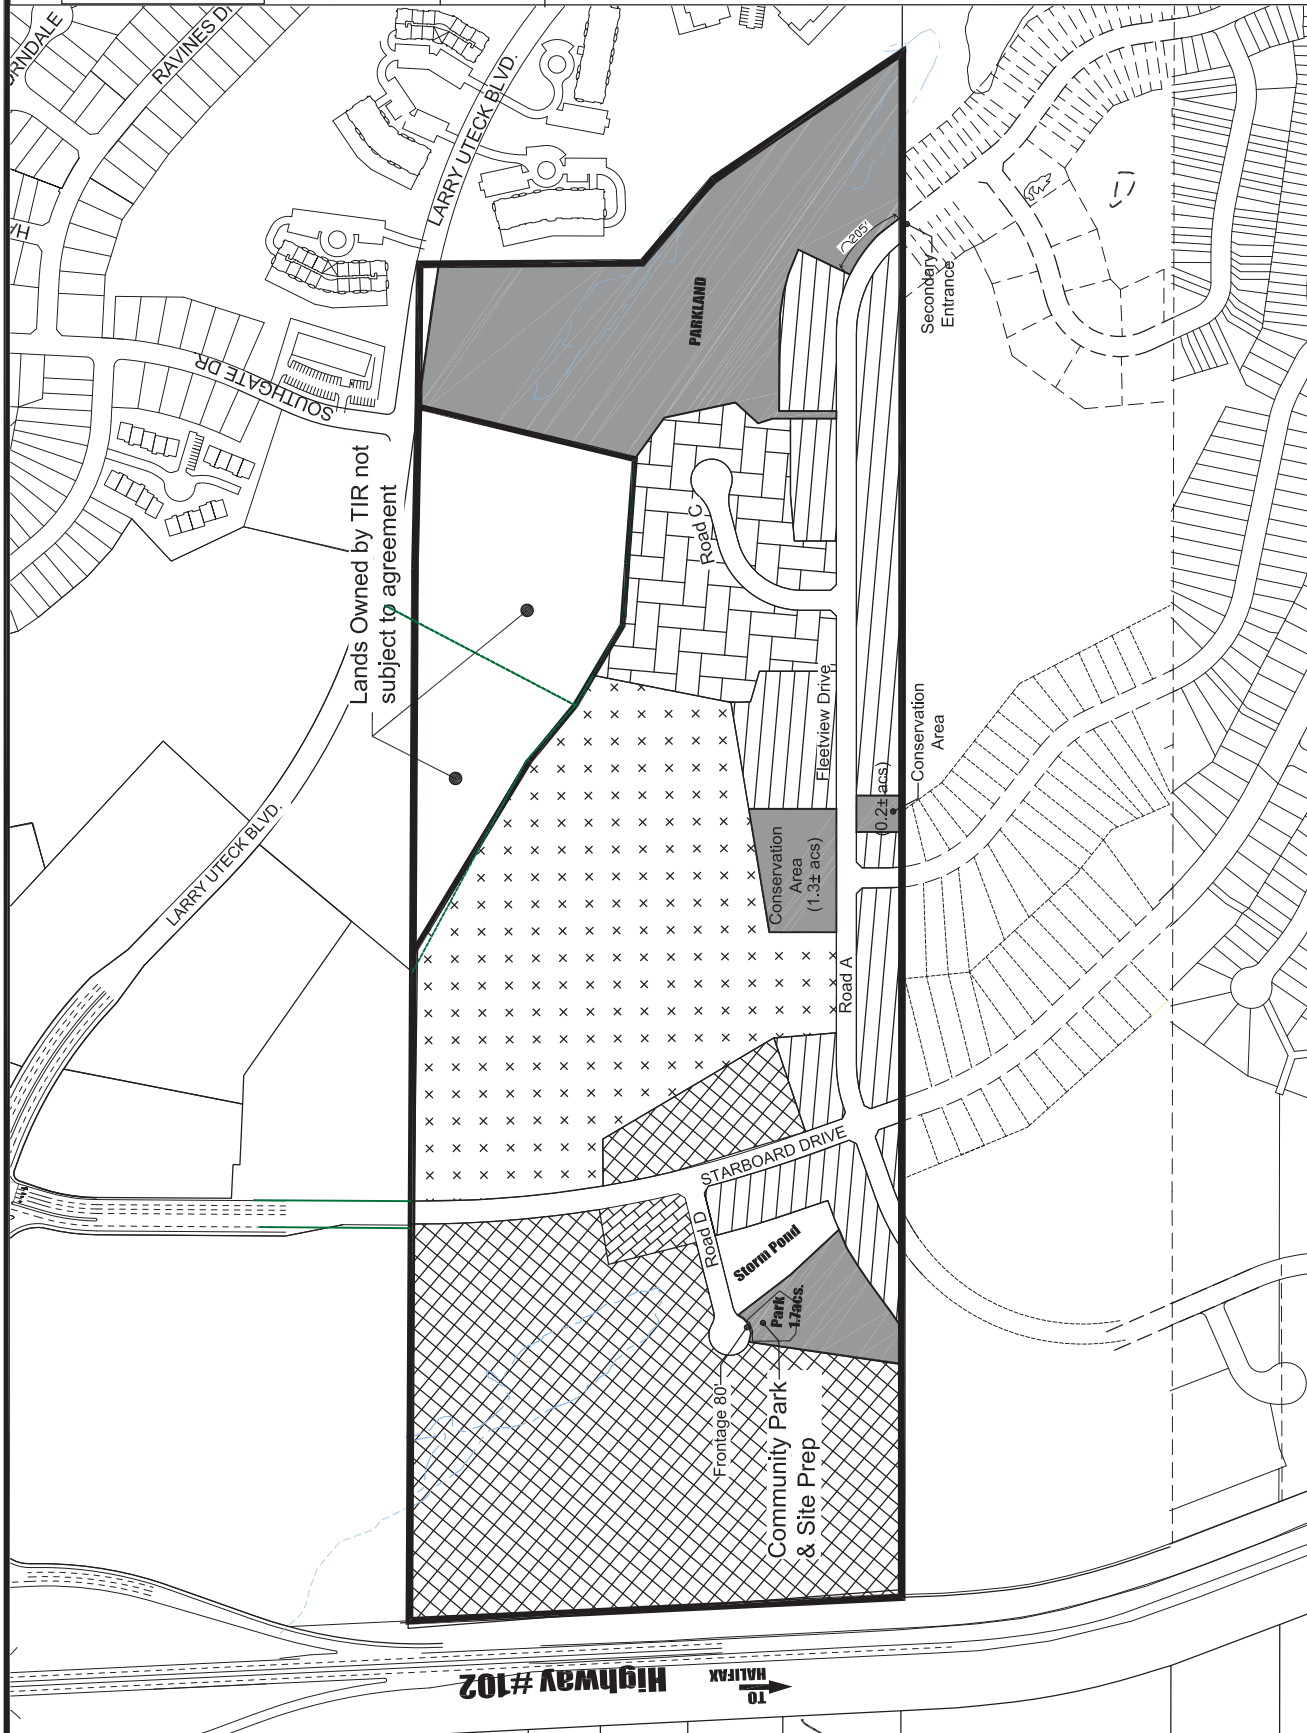 RAVINES
LARRY UTECK BLVD.
SOUTHGATE DR
Lands Owned by TIR not
subject to agreement
PARKLAND
205'
Secondary
Entrance
Road C
Fleetview Drive
Conservation
Area
(0.2± acs)
Conservation
Area
(1.3± acs)
LARRY UTECK BLVD.
Road A
STARBOARD DRIVE
Road D
Storm Pond
Park
1.7acs.
Frontage 80'
Community Park
& Site Prep
Highway #102
TO
HALIFAX